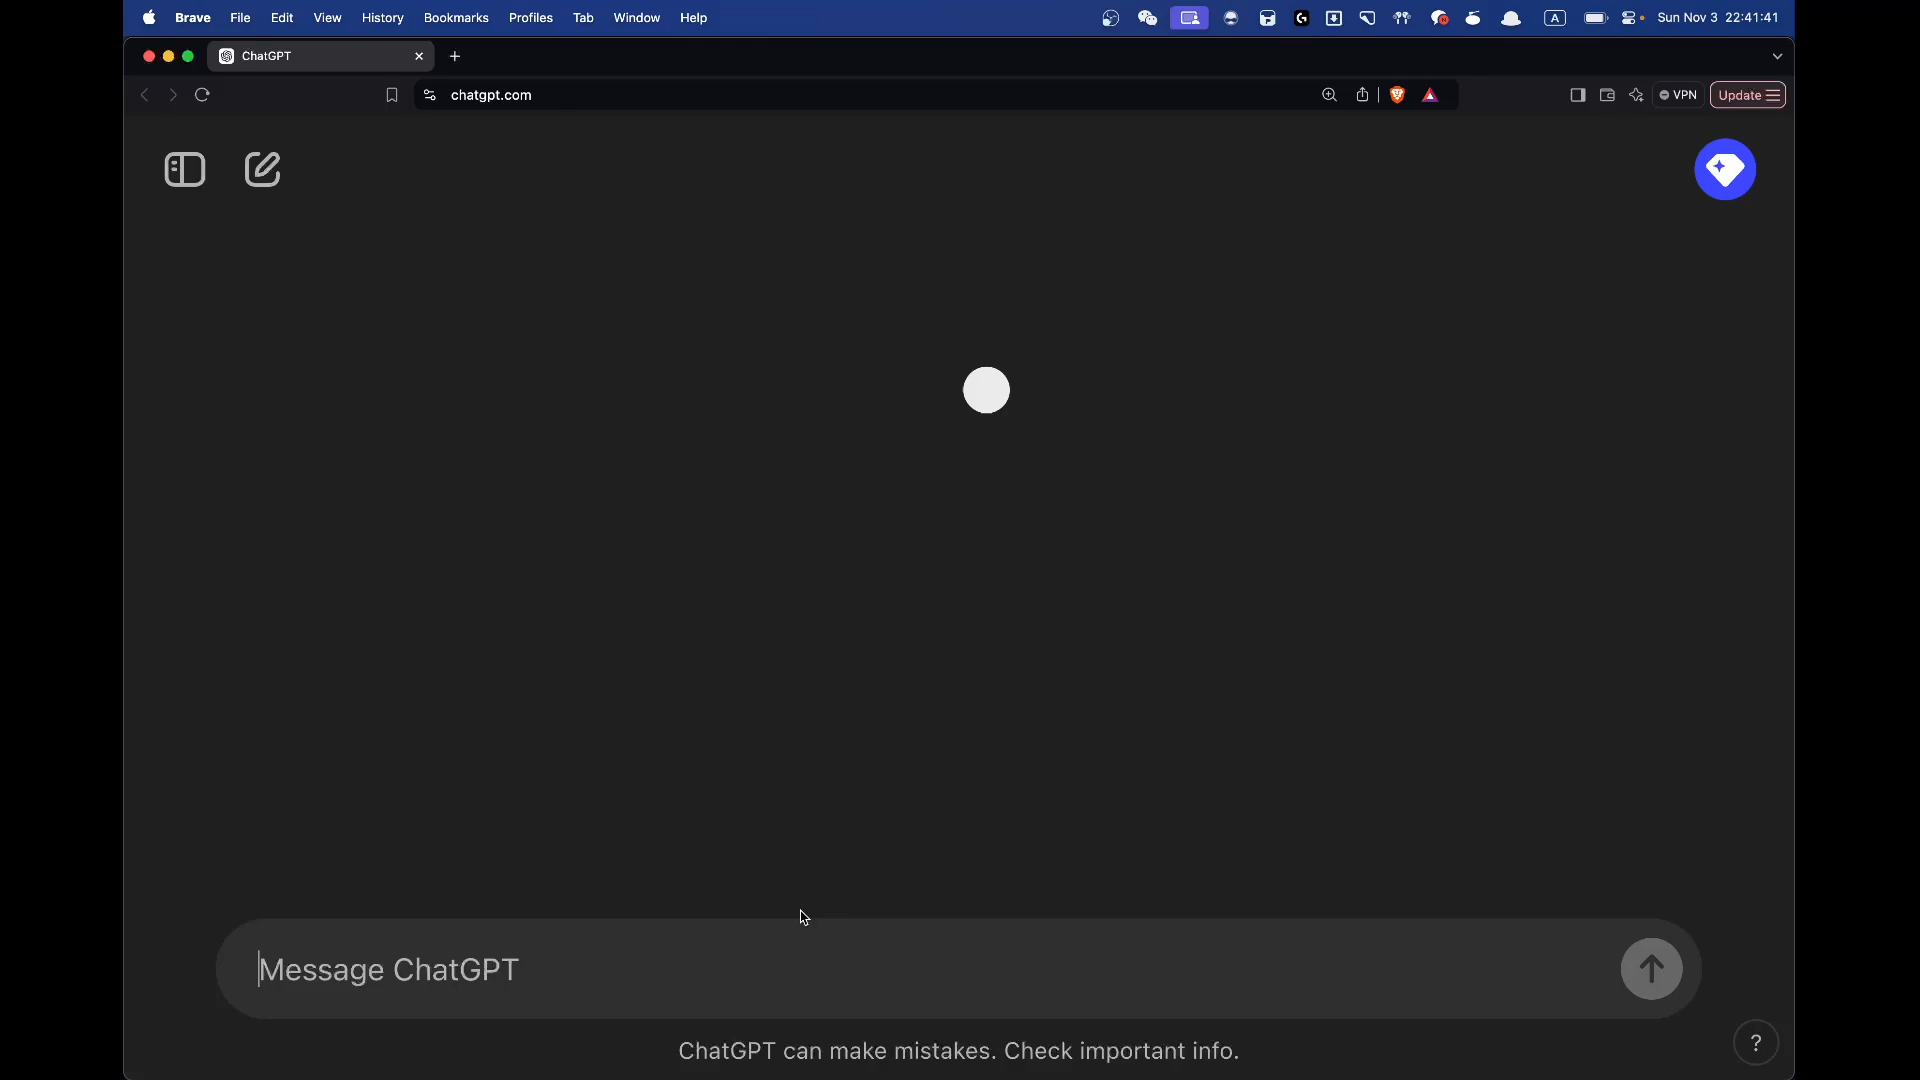 Brave File Edit View History Bookmarks Profiles Tab Window Help A Sun Nov 3 22:41:41
ChatGPT
chatgpt.com VPN Update
Message ChatGPT
ChatGPT can make mistakes. Check important info.
?